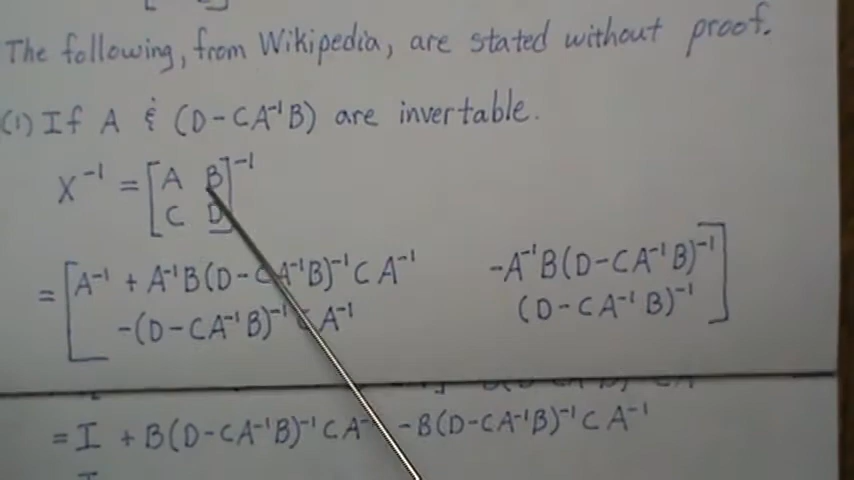 The following, from Wikipedia, are stated without proof.
(1) If A & (D-CA⁻¹B) are invertable.
X⁻¹ = [A B
C D]⁻¹
= [A⁻¹ + A⁻¹B(D-CA⁻¹B)⁻¹CA⁻¹ -A⁻¹B(D-CA⁻¹B)⁻¹
-(D-CA⁻¹B)⁻¹CA⁻¹ (D-CA⁻¹B)⁻¹]
= I + B(D-CA⁻¹B)⁻¹CA⁻¹ -B(D-CA⁻¹B)⁻¹CA⁻¹